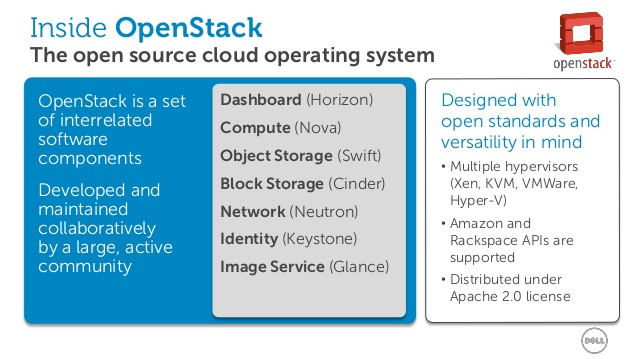 Inside OpenStack
The open source cloud operating system
openstack™
OpenStack is a set
of interrelated
software
components
Developed and
maintained
collaboratively
by a large, active
community
Dashboard (Horizon)
Compute (Nova)
Object Storage (Swift)
Block Storage (Cinder)
Network (Neutron)
Identity (Keystone)
Image Service (Glance)
Designed with
open standards and
versatility in mind
• Multiple hypervisors
(Xen, KVM, VMWare,
Hyper-V)
• Amazon and
Rackspace APIs are
supported
• Distributed under
Apache 2.0 license
DELL